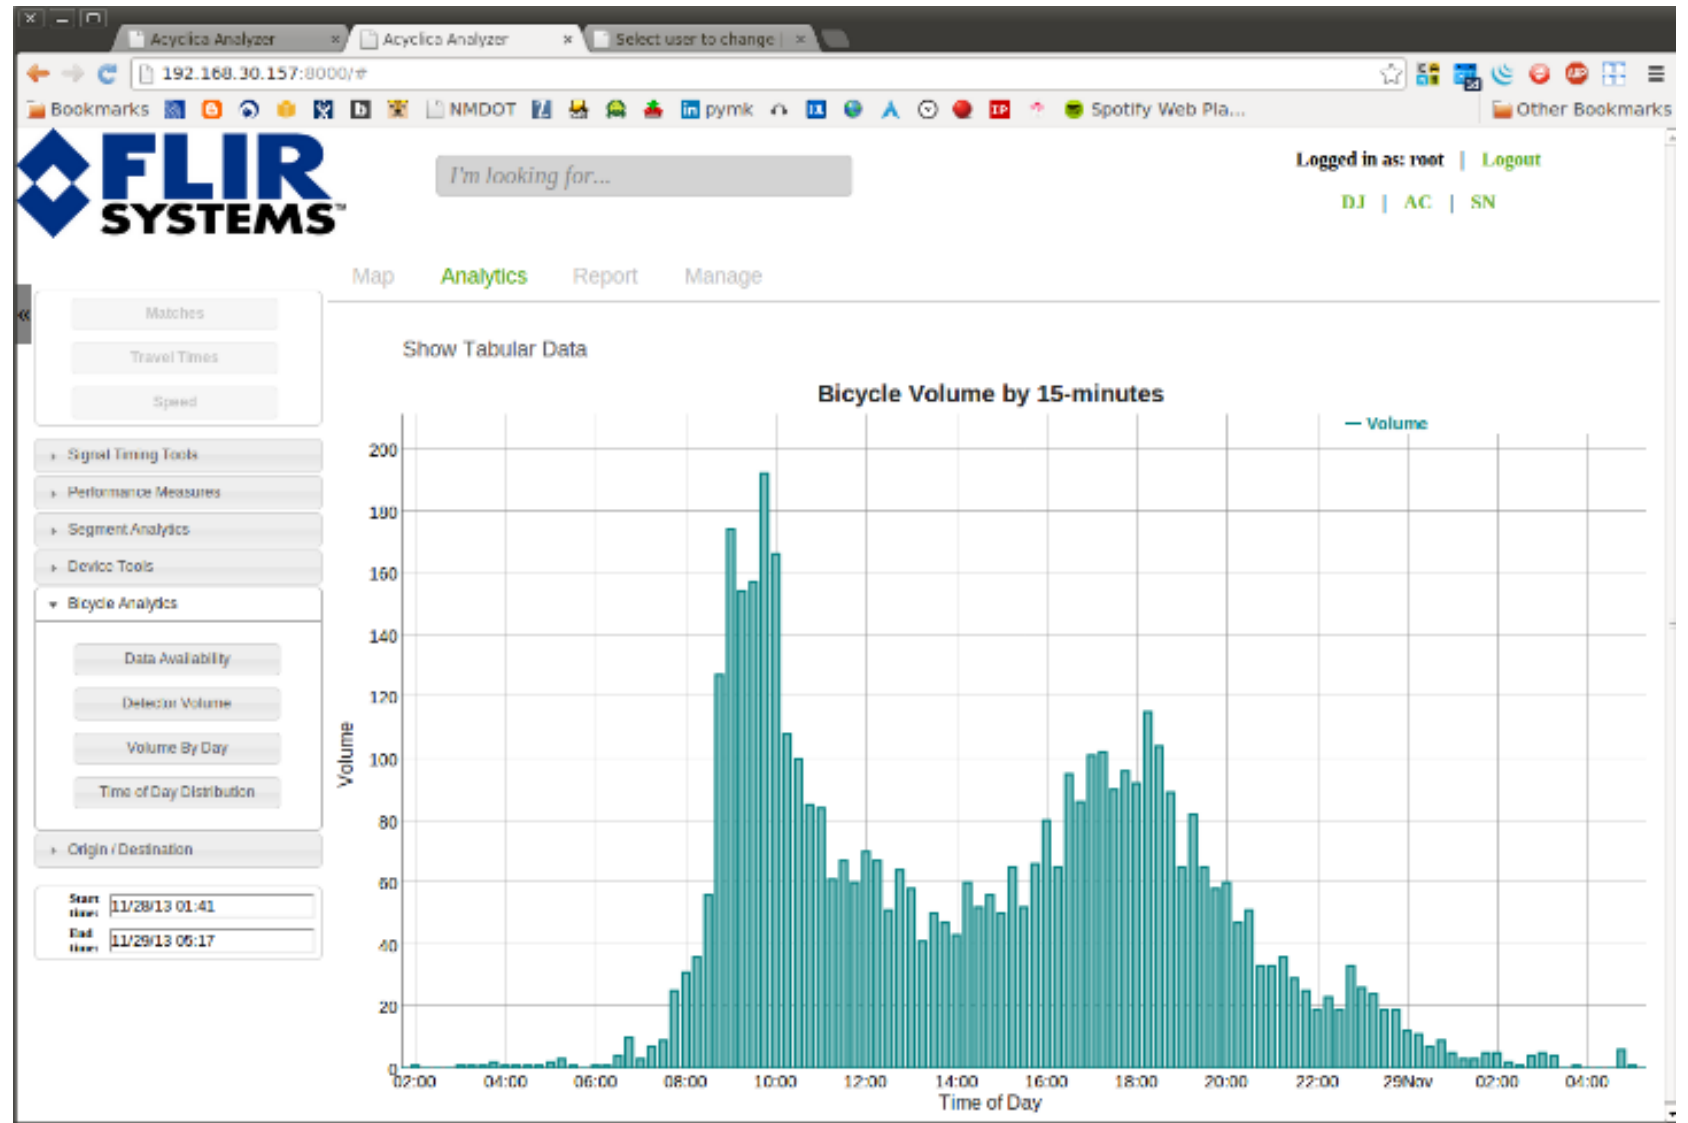 Acyclica Analyzer
Acyclica Analyzer
Select user to change |
192.168.30.157:8000/#
Bookmarks
NMDOT
pymk
Spotify Web Pla...
Other Bookmarks
FLIR
SYSTEMS™
I'm looking for...
Logged in as: root | Logout
DJ | AC | SN
Map Analytics Report Manage
Matches
Travel Times
Speed
Signal Timing Tools
Performance Measures
Segment Analytics
Device Tools
Bicycle Analytics
Data Availability
Detector Volume
Volume By Day
Time of Day Distribution
Origin / Destination
Start time: 11/28/13 01:41
End time: 11/29/13 05:17
Show Tabular Data
Bicycle Volume by 15-minutes
Volume
200
180
160
140
120
100
80
60
40
20
0
Volume
02:00 04:00 06:00 08:00 10:00 12:00 14:00 16:00 18:00 20:00 22:00 29Nov 02:00 04:00
Time of Day